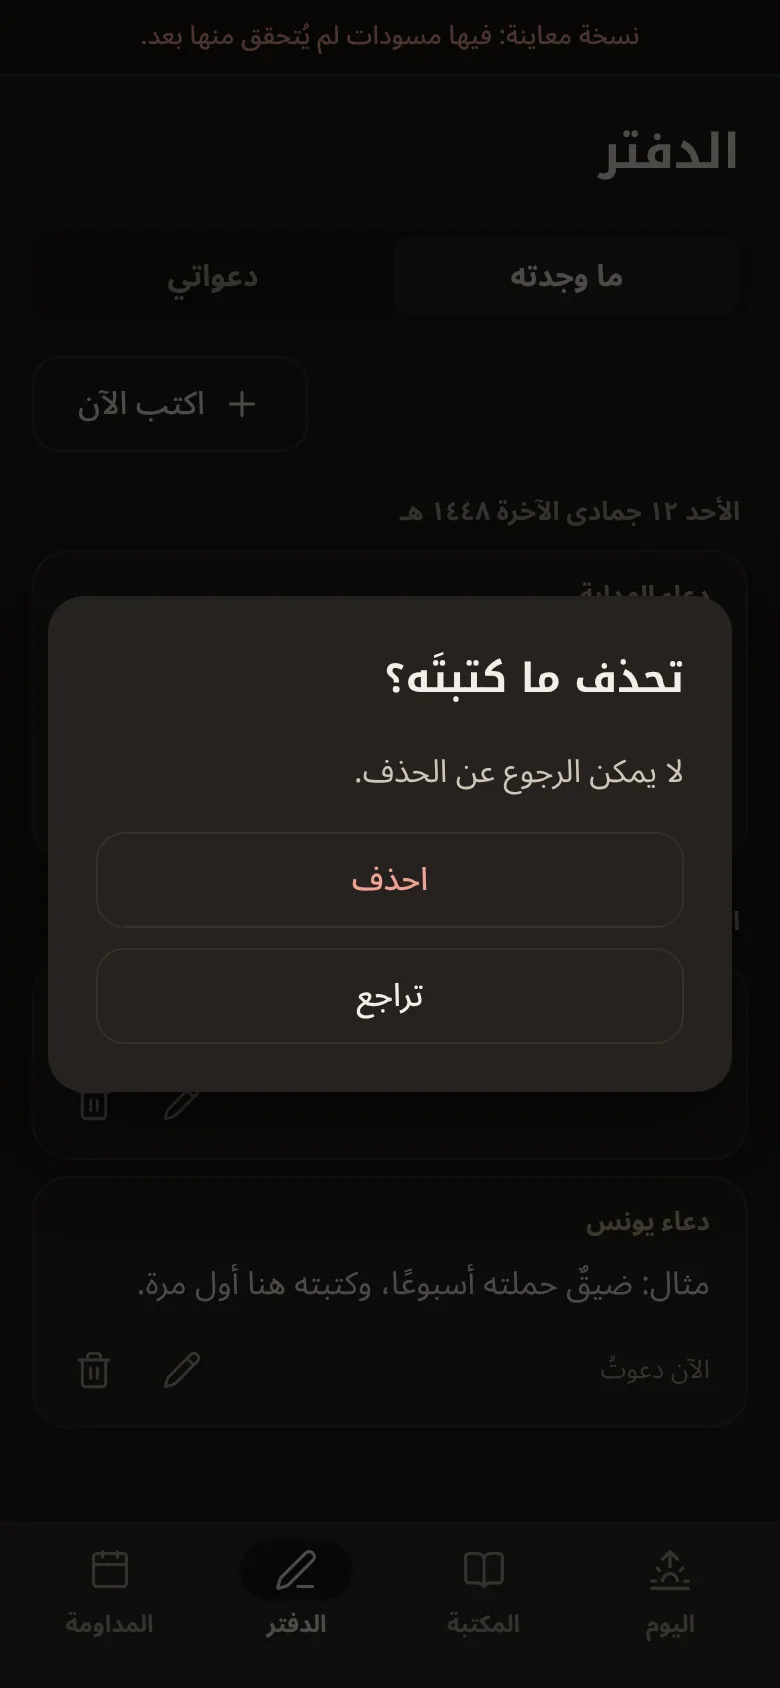 نسخة معاينة: فيها مسودات لم يُتحقق منها بعد.
الدفتر
ما وجدته
دعواتي
اكتب الآن
الأحد ١٢ جمادى الآخرة ١٤٤٨ هـ
تحذف ما كتبتَه؟
لا يمكن الرجوع عن الحذف.
احذف
تراجع
دعاء يونس
مثال: ضيقٌ حملته أسبوعًا، وكتبته هنا أول مرة.
الآن دعوتُ
اليوم
المكتبة
الدفتر
المداومة